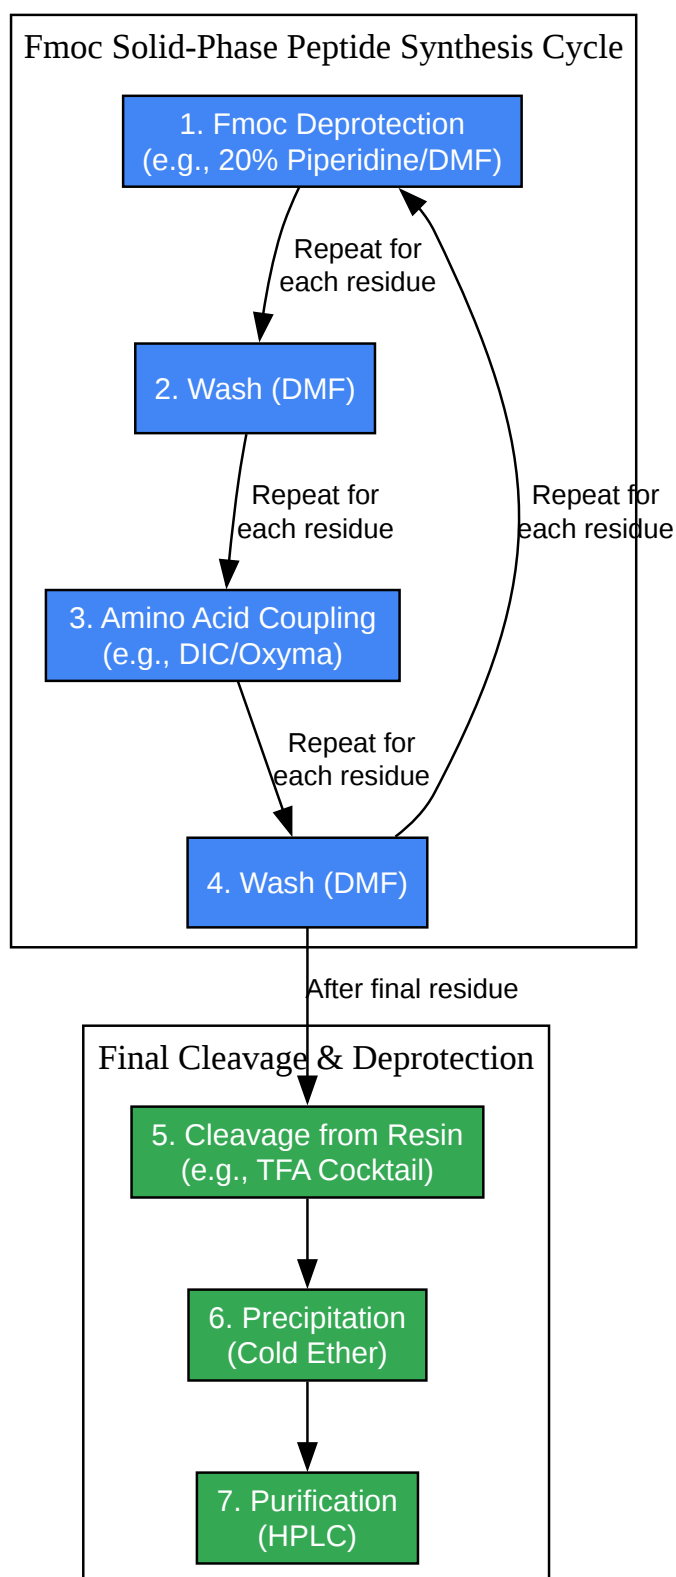 Fmoc Solid-Phase Peptide Synthesis Cycle
1. Fmoc Deprotection
(e.g., 20% Piperidine/DMF)
Repeat for
each residue
2. Wash (DMF)
Repeat for
each residue
Repeat for
each residue
3. Amino Acid Coupling
(e.g., DIC/Oxyma)
Repeat for
each residue
4. Wash (DMF)
After final residue
Final Cleavage & Deprotection
5. Cleavage from Resin
(e.g., TFA Cocktail)
6. Precipitation
(Cold Ether)
7. Purification
(HPLC)